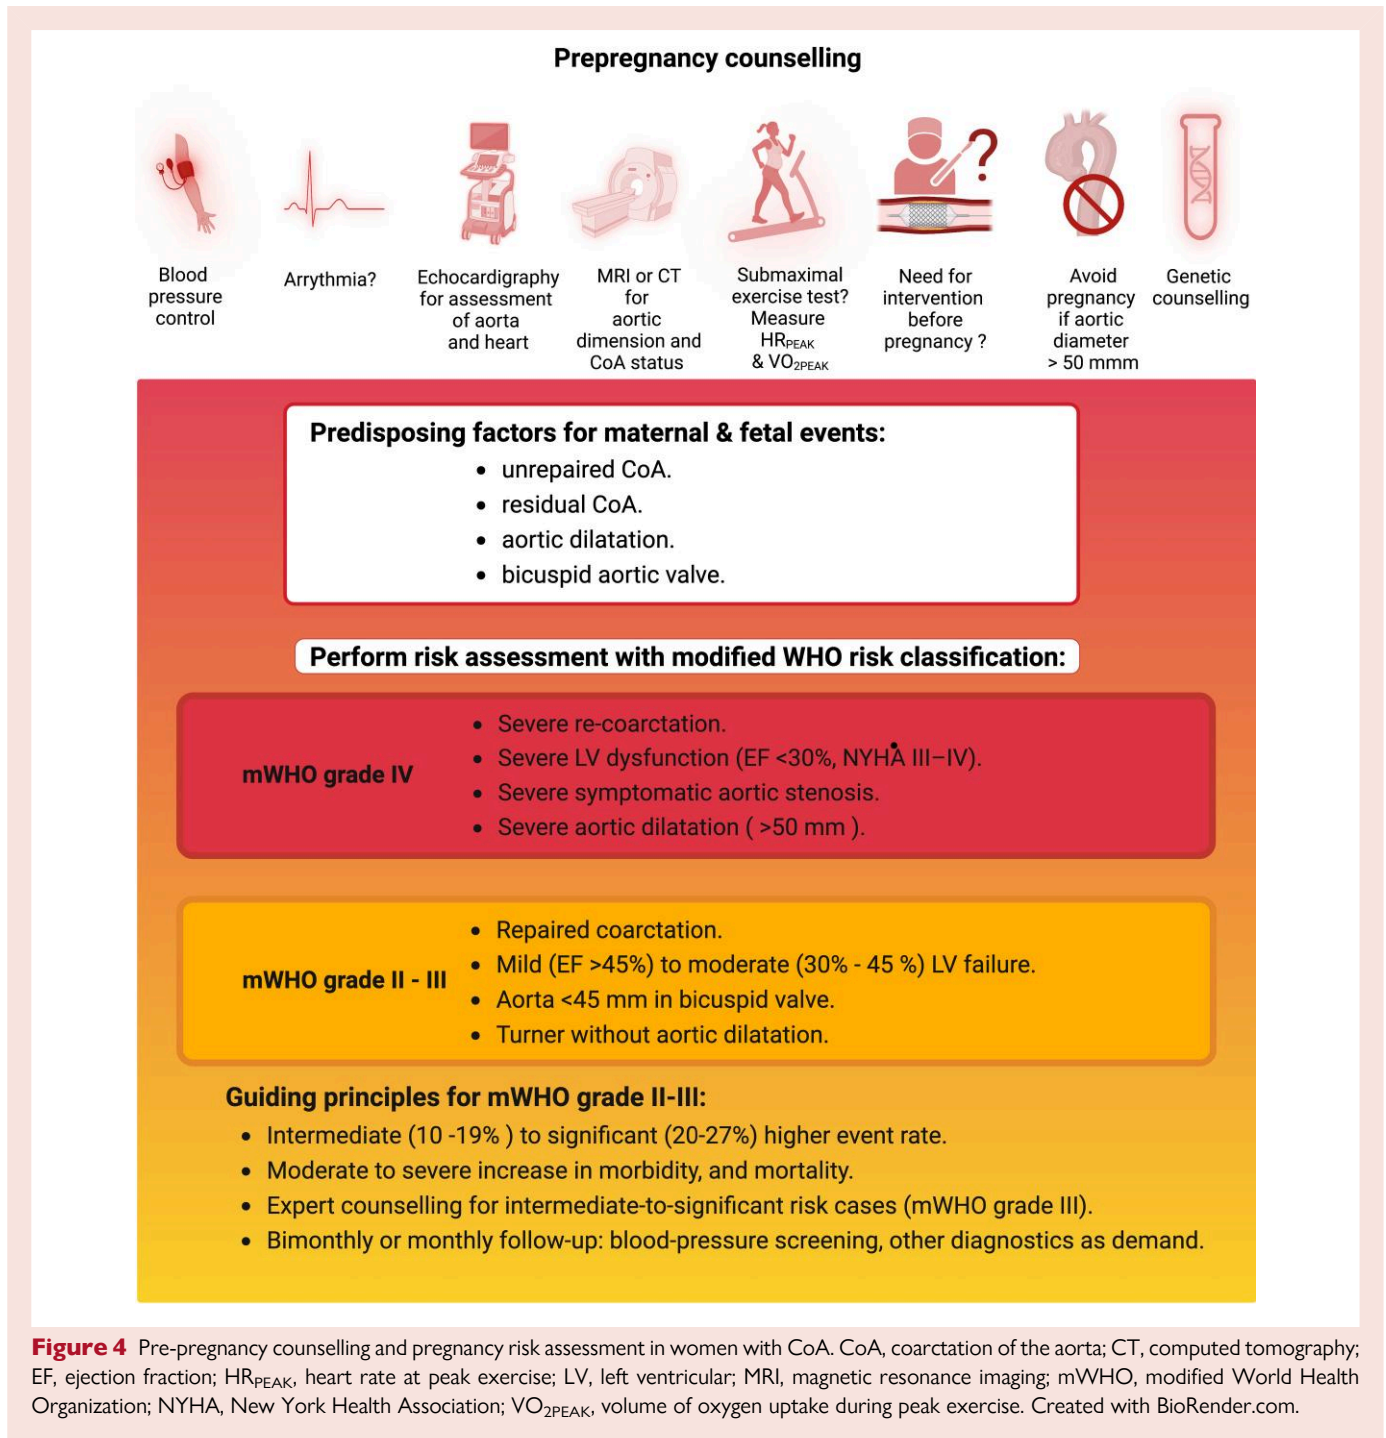 Prepregnancy counselling
Blood
pressure
control
Arrythmia?
Echocardigraphy
for assessment
of aorta
and heart
MRI or CT
for
aortic
dimension and
CoA status
Submaximal
exercise test?
Measure
HRPEAK
& VO2PEAK
Need for
intervention
before
pregnancy ?
Avoid
pregnancy
if aortic
diameter
> 50 mmm
Genetic
counselling
Predisposing factors for maternal & fetal events:
• unrepaired CoA.
• residual CoA.
• aortic dilatation.
• bicuspid aortic valve.
Perform risk assessment with modified WHO risk classification:
mWHO grade IV
• Severe re-coarctation.
• Severe LV dysfunction (EF <30%, NYHA III–IV).
• Severe symptomatic aortic stenosis.
• Severe aortic dilatation ( >50 mm ).
mWHO grade II - III
• Repaired coarctation.
• Mild (EF >45%) to moderate (30% - 45 %) LV failure.
• Aorta <45 mm in bicuspid valve.
• Turner without aortic dilatation.
Guiding principles for mWHO grade II-III:
• Intermediate (10 -19% ) to significant (20-27%) higher event rate.
• Moderate to severe increase in morbidity, and mortality.
• Expert counselling for intermediate-to-significant risk cases (mWHO grade III).
• Bimonthly or monthly follow-up: blood-pressure screening, other diagnostics as demand.
Figure 4 Pre-pregnancy counselling and pregnancy risk assessment in women with CoA. CoA, coarctation of the aorta; CT, computed tomography;
EF, ejection fraction; HRPEAK, heart rate at peak exercise; LV, left ventricular; MRI, magnetic resonance imaging; mWHO, modified World Health
Organization; NYHA, New York Health Association; VO2PEAK, volume of oxygen uptake during peak exercise. Created with BioRender.com.